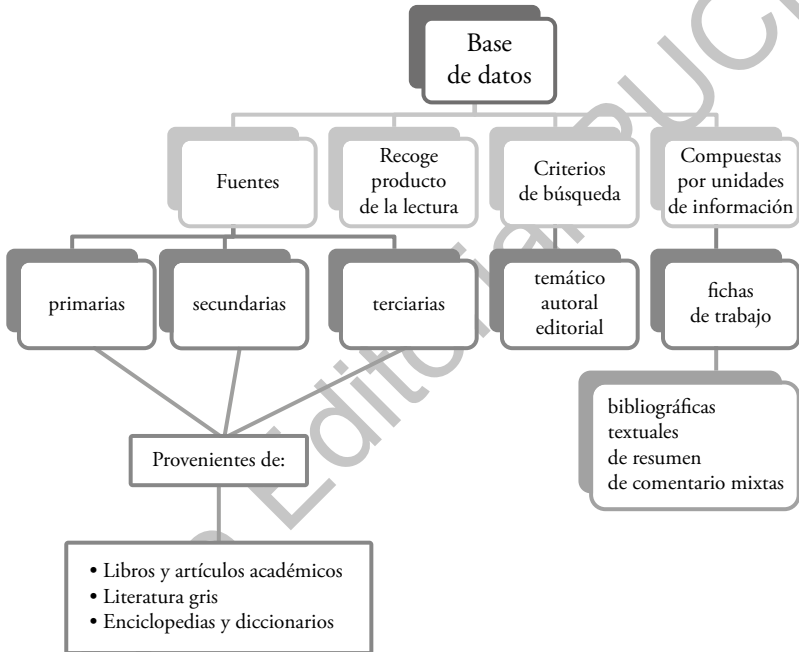 Base
de datos
Fuentes
Recoge
producto
de la lectura
Criterios
de búsqueda
Compuestas
por unidades
de información
primarias
secundarias
terciarias
temático
autoral
editorial
fichas
de trabajo
bibliográficas
textuales
de resumen
de comentario mixtas
Provenientes de:
• Libros y artículos académicos
• Literatura gris
• Enciclopedias y diccionarios
© Editorial PUC